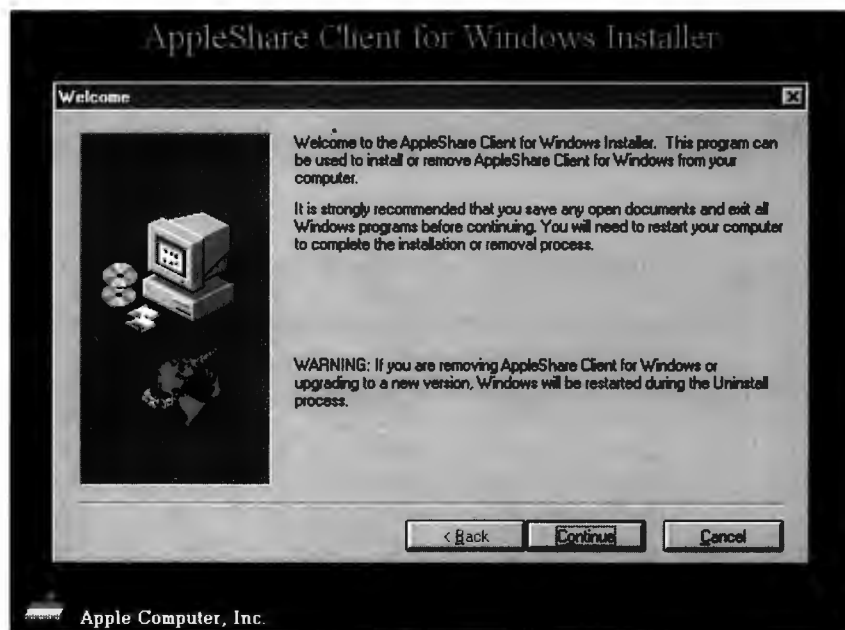 AppleShare Client for Windows Installer
Welcome
Welcome to the AppleShare Client for Windows Installer. This program can
be used to install or remove AppleShare Client for Windows from your
computer.
It is strongly recommended that you save any open documents and exit all
Windows programs before continuing. You will need to restart your computer
to complete the installation or removal process.
WARNING: If you are removing AppleShare Client for Windows or
upgrading to a new version, Windows will be restarted during the Uninstall
process.
< Back Continue Cancel
Apple Computer, Inc.